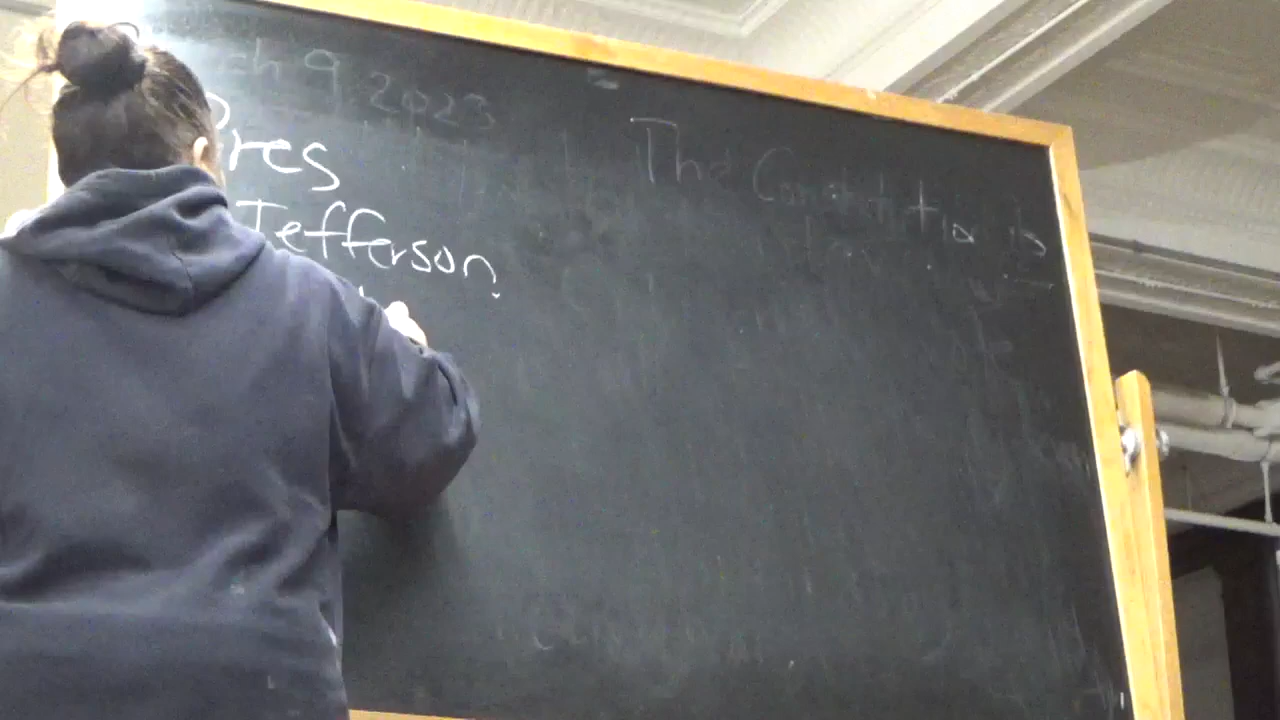 ch 9 2023
Pres
Jefferson
The Constitution is